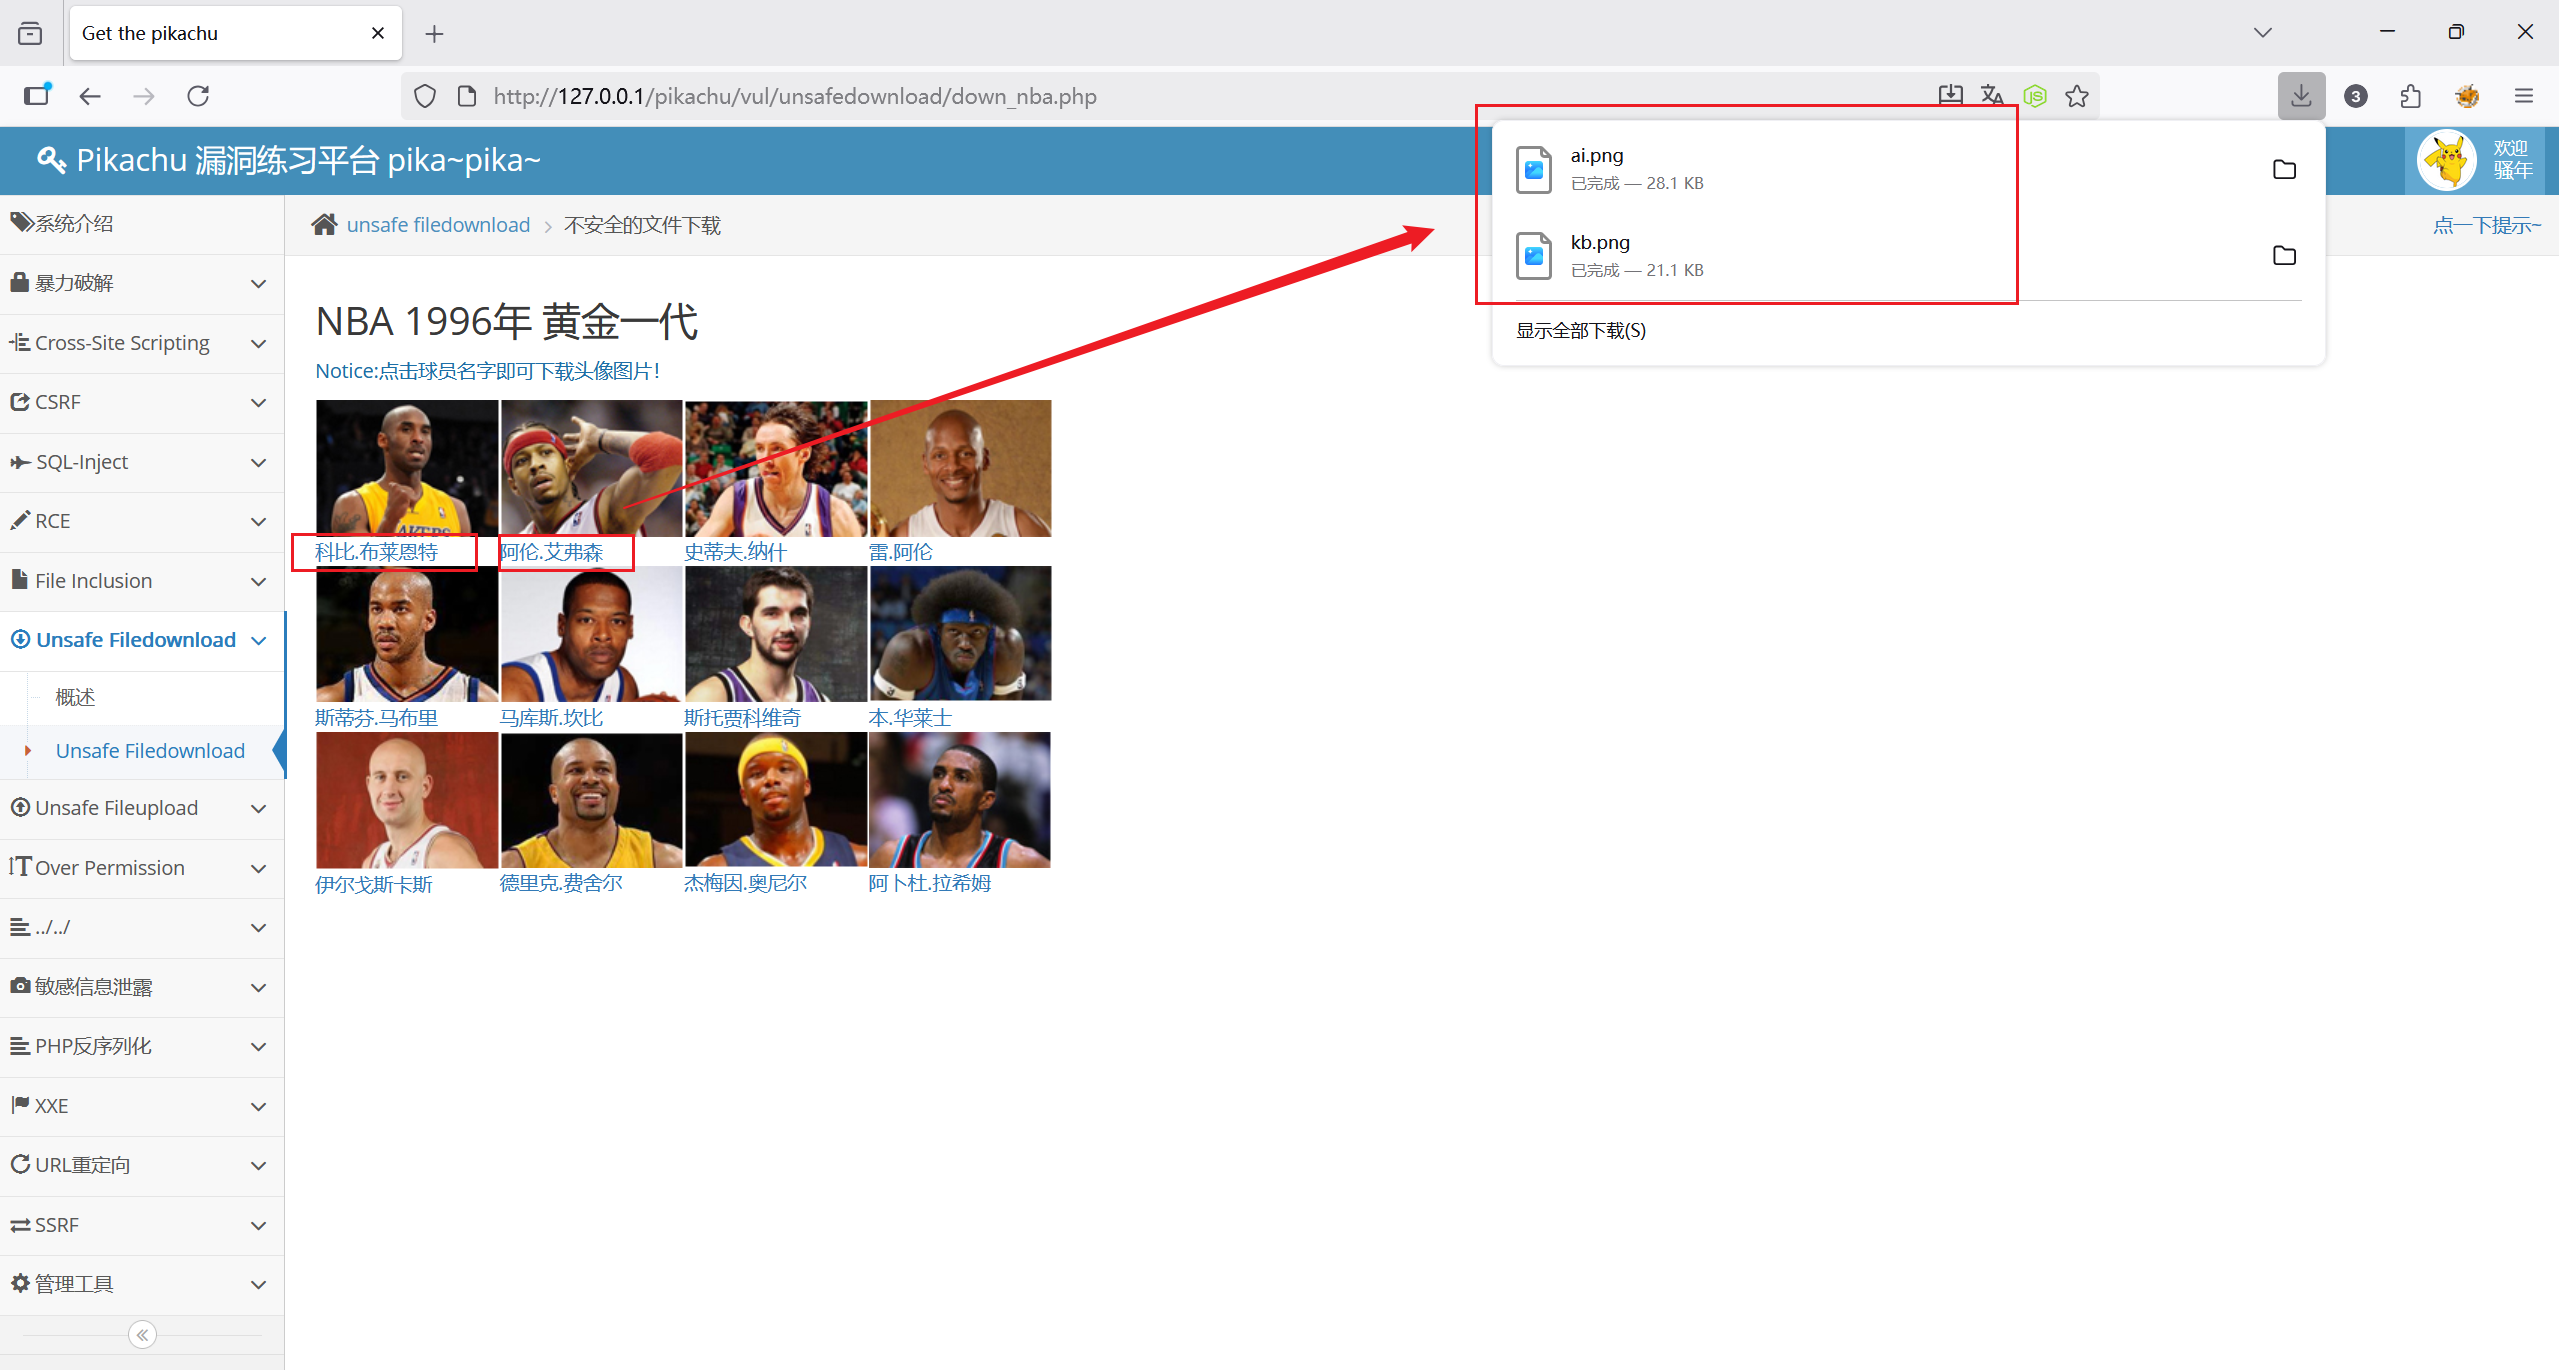 Get the pikachu
http://127.0.0.1/pikachu/vul/unsafedownload/down_nba.php
JS
3
Pikachu 漏洞练习平台 pika~pika~
欢迎
骚年
ai.png
已完成 — 28.1 KB
kb.png
已完成 — 21.1 KB
显示全部下载(S)
系统介绍
暴力破解
Cross-Site Scripting
CSRF
SQL-Inject
RCE
File Inclusion
Unsafe Filedownload
概述
Unsafe Filedownload
Unsafe Fileupload
Over Permission
../../
敏感信息泄露
PHP反序列化
XXE
URL重定向
SSRF
管理工具
unsafe filedownload
不安全的文件下载
点一下提示~
NBA 1996年 黄金一代
Notice:点击球员名字即可下载头像图片!
科比.布莱恩特 阿伦.艾弗森 史蒂夫.纳什 雷.阿伦
斯蒂芬.马布里 马库斯.坎比 斯托贾科维奇 本.华莱士
伊尔戈斯卡斯 德里克.费舍尔 杰梅因.奥尼尔 阿卜杜.拉希姆